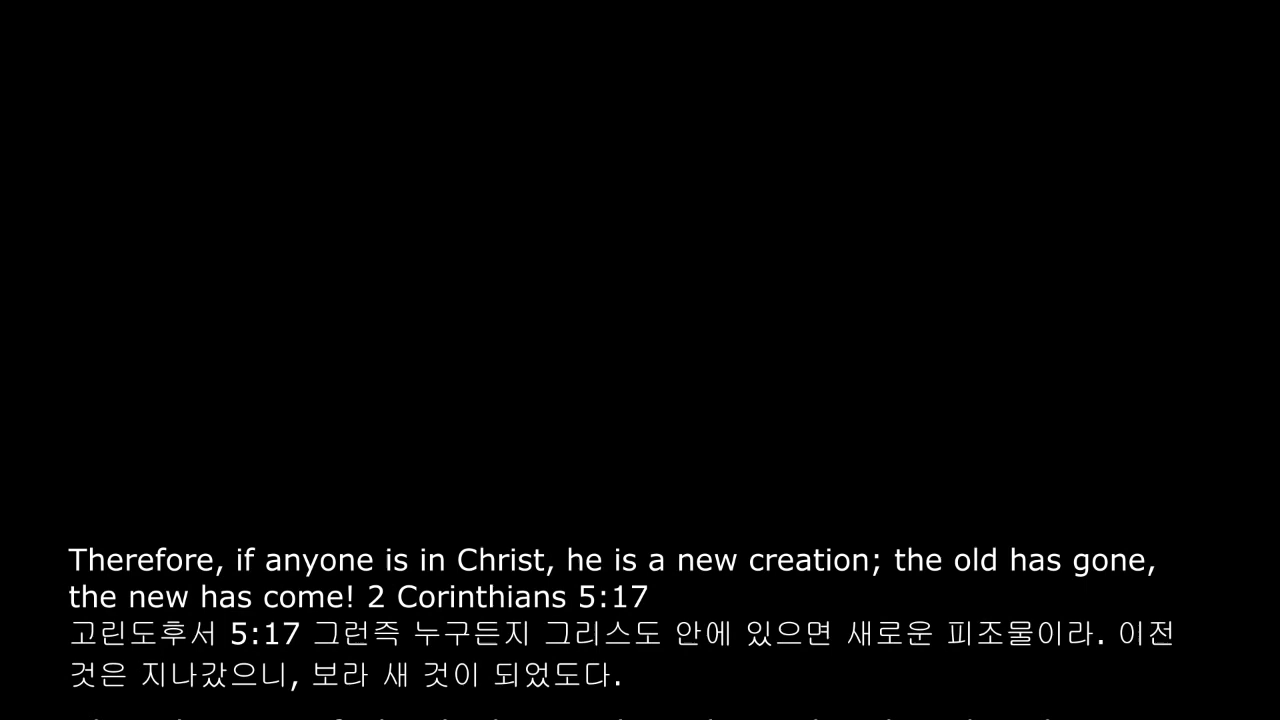 Therefore, if anyone is in Christ, he is a new creation; the old has gone,
the new has come! 2 Corinthians 5:17
고린도후서 5:17 그런즉 누구든지 그리스도 안에 있으면 새로운 피조물이라. 이전
것은 지나갔으니, 보라 새 것이 되었도다.